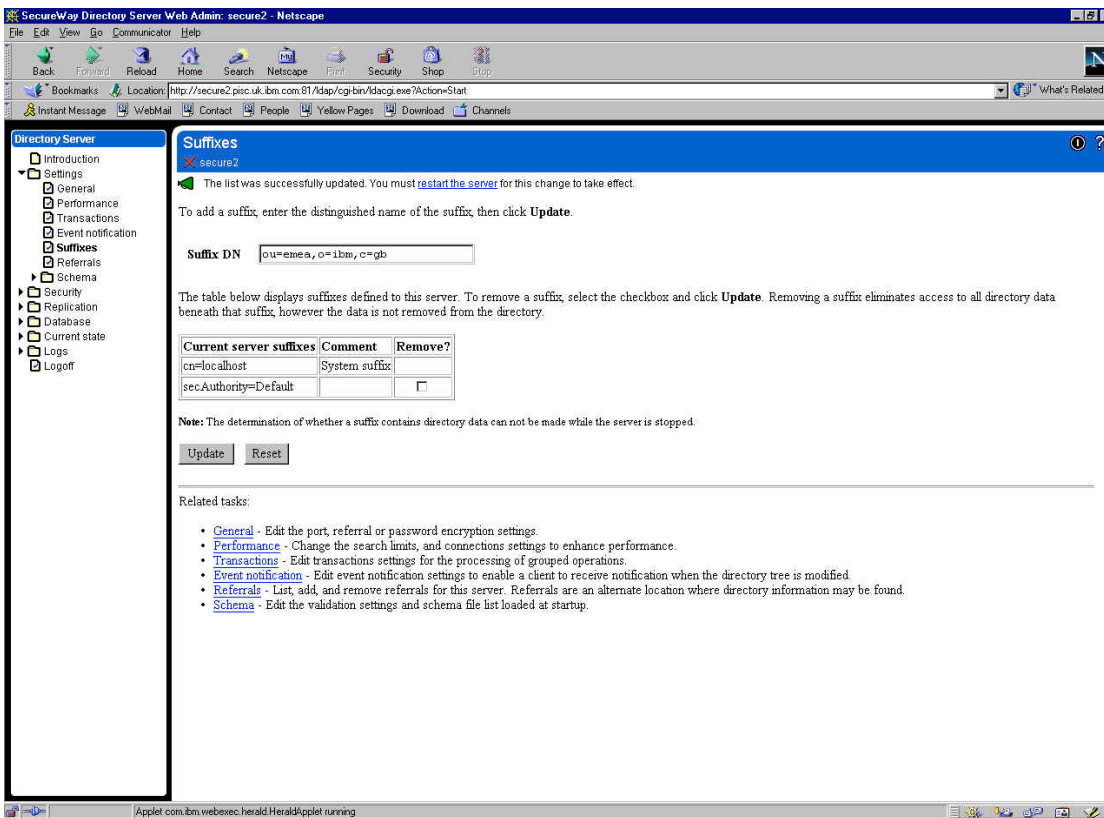 SecureWay Directory Server Web Admin: secure2 - Netscape
File Edit View Go Communicator Help
Back Forward Reload Home Search Netscape Print Security Shop Stop
Bookmarks Location: http://secure2.pisc.uk.ibm.com:81/ldap/cgi-bin/ldacgi.exe?Action=Start What's Related
Instant Message WebMail Contact People Yellow Pages Download Channels
Directory Server
Introduction
Settings
General
Performance
Transactions
Event notification
Suffixes
Referrals
Schema
Security
Replication
Database
Current state
Logs
Logoff
Suffixes
secure2
The list was successfully updated. You must restart the server for this change to take effect.
To add a suffix, enter the distinguished name of the suffix, then click Update.
Suffix DN ou=emea,o=ibm,c=gb
The table below displays suffixes defined to this server. To remove a suffix, select the checkbox and click Update. Removing a suffix eliminates access to all directory data
beneath that suffix, however the data is not removed from the directory.
Current server suffixes Comment Remove?
cn=localhost System suffix
secAuthority=Default
Note: The determination of whether a suffix contains directory data can not be made while the server is stopped.
Update Reset
Related tasks:
• General - Edit the port, referral or password encryption settings.
• Performance - Change the search limits, and connections settings to enhance performance.
• Transactions - Edit transactions settings for the processing of grouped operations.
• Event notification - Edit event notification settings to enable a client to receive notification when the directory tree is modified.
• Referrals - List, add, and remove referrals for this server. Referrals are an alternate location where directory information may be found.
• Schema - Edit the validation settings and schema file list loaded at startup.
Applet com.ibm.webexec.herald.HeraldApplet running